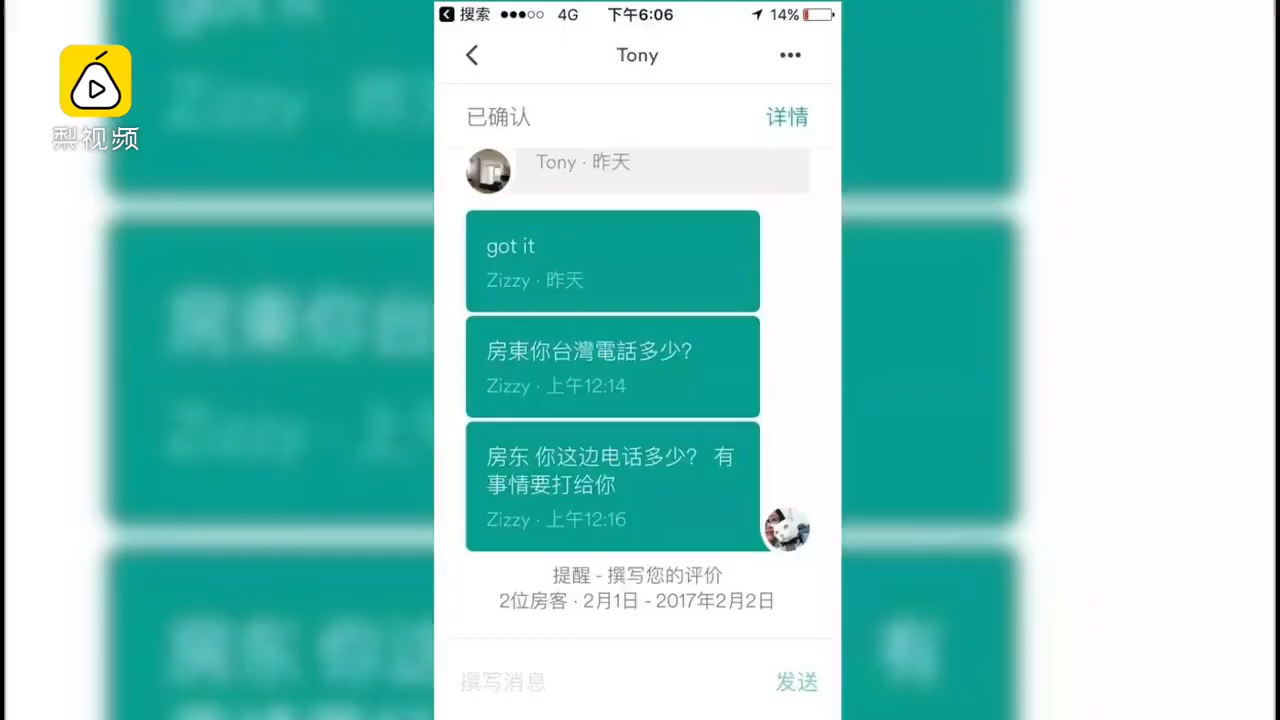 搜索 4G 下午6:06 14%
Tony
梨视频
已确认 详情
Tony · 昨天
got it
Zizzy · 昨天
房東你台灣電話多少?
Zizzy · 上午12:14
房东 你这边电话多少? 有
事情要打给你
Zizzy · 上午12:16
提醒 - 撰写您的评价
2位房客 · 2月1日 - 2017年2月2日
撰写消息 发送